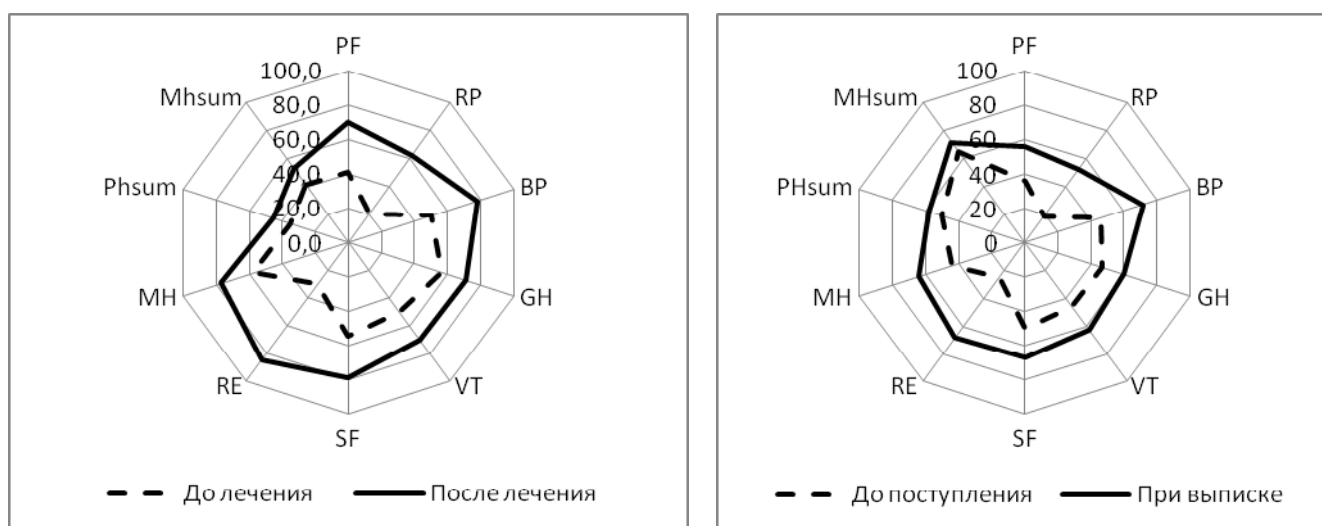 PF
100,0
Mhsum
RP
80,0
60,0
40,0
Phsum
BP
20,0
0,0
MH
GH
RE
VT
SF
До лечения
После лечения
PF
100
MHsum
RP
80
60
40
PHsum
BP
20
0
MH
GH
RE
VT
SF
До поступления
При выписке